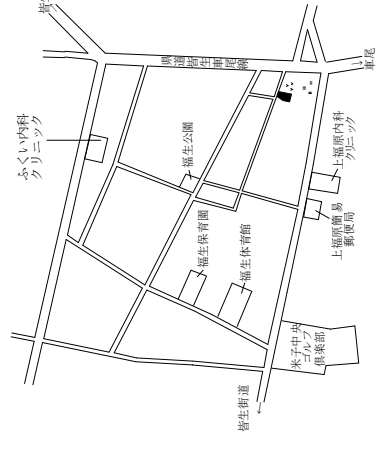 皆生
県道皆生車尾線
車尾
ふくい内科
クリニック
福生公園
上福原内科
クリニック
上福原簡易
郵便局
福生保育園
福生体育館
米子中央
ゴルフ
倶楽部
皆生街道